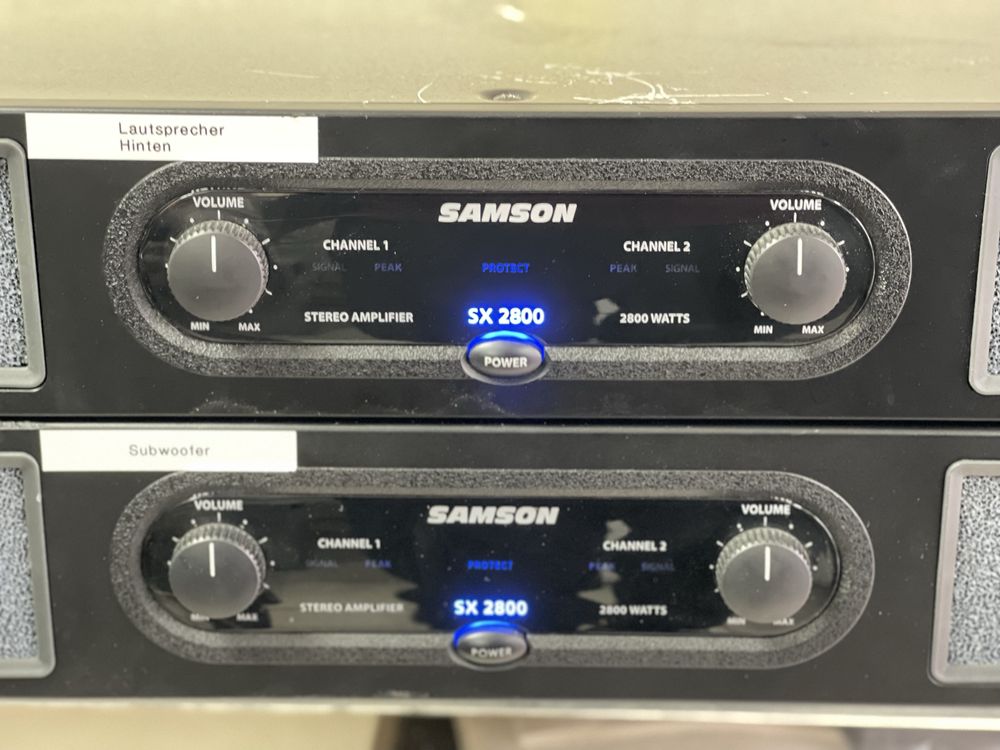 Lautsprecher
Hinten
VOLUME
SAMSON
VOLUME
CHANNEL 1
CHANNEL 2
SIGNAL PEAK
PROTECT
PEAK SIGNAL
STEREO AMPLIFIER
SX 2800
2800 WATTS
MIN MAX
POWER
MIN MAX
Subwoofer
VOLUME
SAMSON
VOLUME
CHANNEL 1
CHANNEL 2
SIGNAL PEAK
PROTECT
PEAK SIGNAL
STEREO AMPLIFIER
SX 2800
2800 WATTS
MIN MAX
POWER
MIN MAX